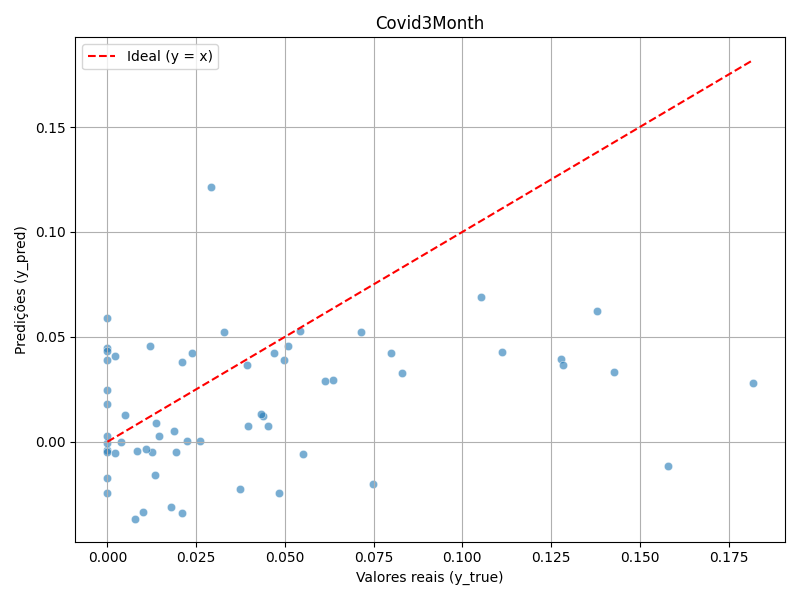 Covid3Month
Ideal (y = x)
Predições (y_pred)
0.15
0.10
0.05
0.00
0.000 0.025 0.050 0.075 0.100 0.125 0.150 0.175
Valores reais (y_true)